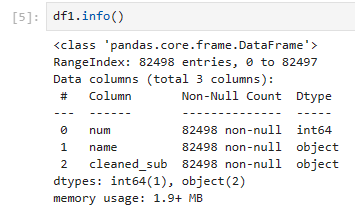 [5]: df1.info()
<class 'pandas.core.frame.DataFrame'>
RangeIndex: 82498 entries, 0 to 82497
Data columns (total 3 columns):
 #   Column       Non-Null Count  Dtype
---  ------       --------------  -----
 0   num          82498 non-null  int64
 1   name         82498 non-null  object
 2   cleaned_sub  82498 non-null  object
dtypes: int64(1), object(2)
memory usage: 1.9+ MB